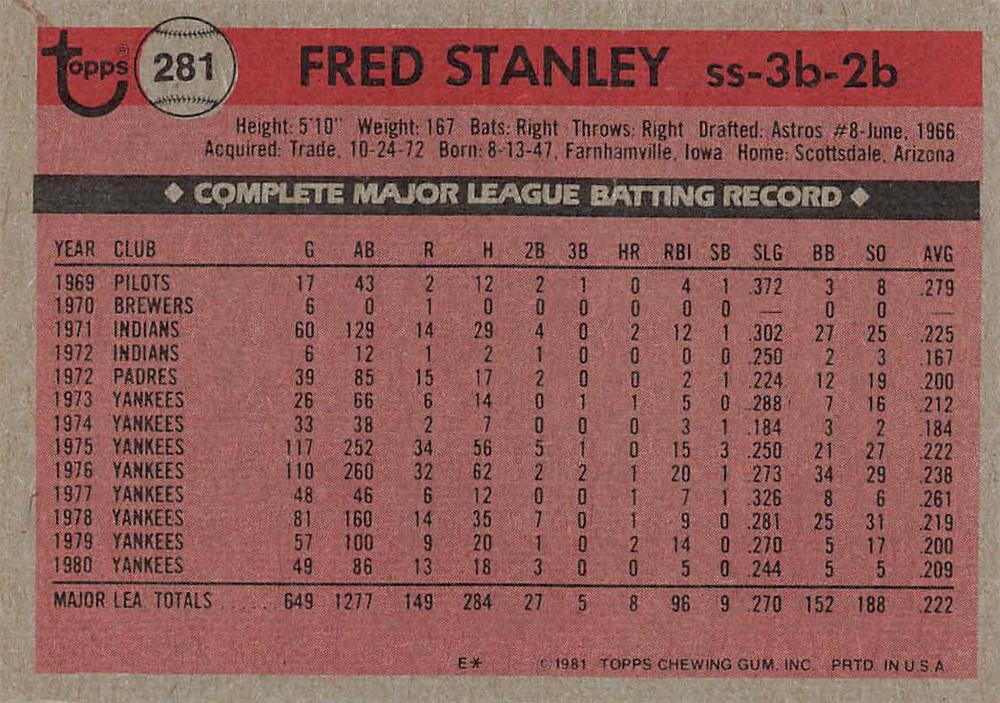 topps® 281 FRED STANLEY ss-3b-2b
Height: 5'10" Weight: 167 Bats: Right Throws: Right Drafted: Astros #8-June, 1966
Acquired: Trade, 10-24-72 Born: 8-13-47, Farnhamville, Iowa Home: Scottsdale, Arizona
◆ COMPLETE MAJOR LEAGUE BATTING RECORD ◆
YEAR CLUB G AB R H 2B 3B HR RBI SB SLG BB SO AVG
1969 PILOTS 17 43 2 12 2 1 0 4 1 .372 3 8 .279
1970 BREWERS 6 0 1 0 0 0 0 0 0 — 0 0 —
1971 INDIANS 60 129 14 29 4 0 2 12 1 .302 27 25 .225
1972 INDIANS 6 12 1 2 1 0 0 0 0 .250 2 3 .167
1972 PADRES 39 85 15 17 2 0 0 2 1 .224 12 19 .200
1973 YANKEES 26 66 6 14 0 1 1 5 0 .288 7 16 .212
1974 YANKEES 33 38 2 7 0 0 0 3 1 .184 3 2 .184
1975 YANKEES 117 252 34 56 5 1 0 15 3 .250 21 27 .222
1976 YANKEES 110 260 32 62 2 2 1 20 1 .273 34 29 .238
1977 YANKEES 48 46 6 12 0 0 1 7 1 .326 8 6 .261
1978 YANKEES 81 160 14 35 7 0 1 9 0 .281 25 31 .219
1979 YANKEES 57 100 9 20 1 0 2 14 0 .270 5 17 .200
1980 YANKEES 49 86 13 18 3 0 0 5 0 .244 5 5 .209
MAJOR LEA. TOTALS ..... 649 1277 149 284 27 5 8 96 9 .270 152 188 .222
E* © 1981 TOPPS CHEWING GUM, INC. PRTD. IN U.S.A.